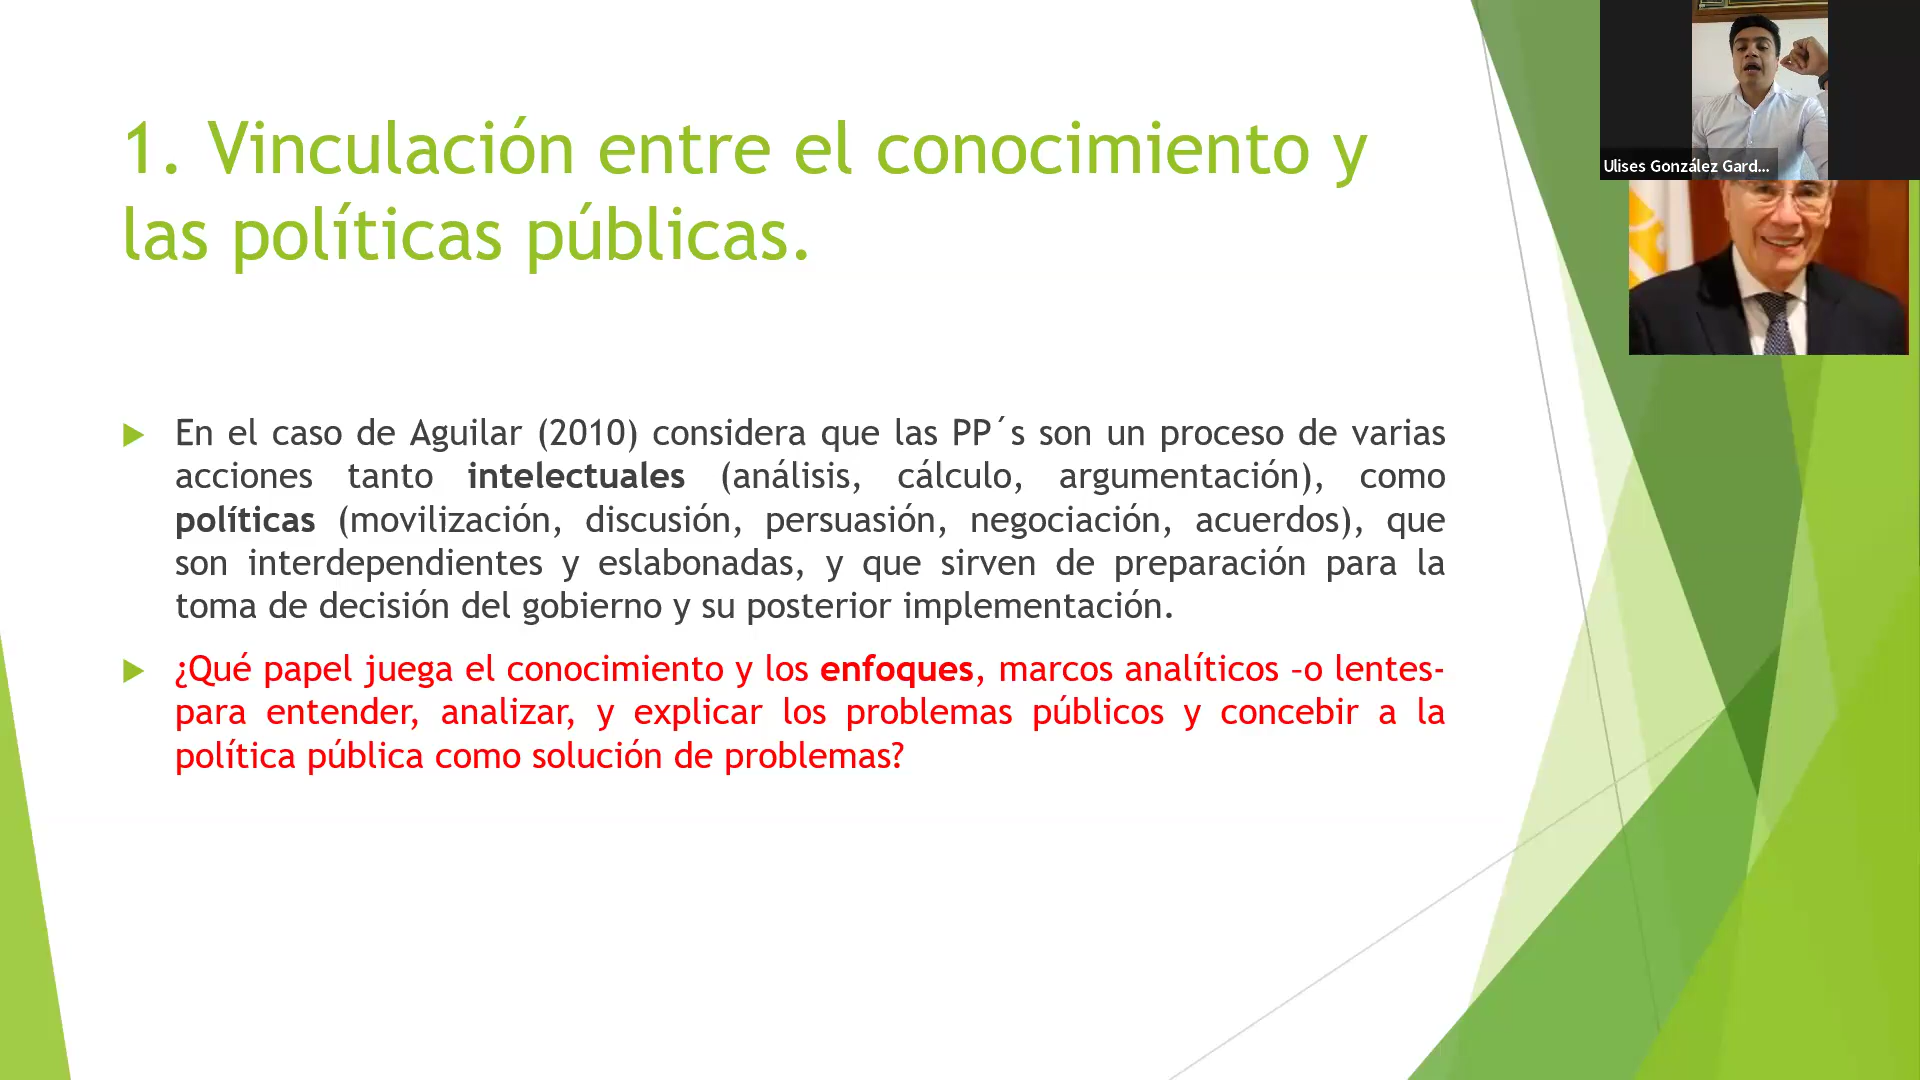 1. Vinculación entre el conocimiento y
las políticas públicas.
En el caso de Aguilar (2010) considera que las PP´s son un proceso de varias
acciones tanto intelectuales (análisis, cálculo, argumentación), como
políticas (movilización, discusión, persuasión, negociación, acuerdos), que
son interdependientes y eslabonadas, y que sirven de preparación para la
toma de decisión del gobierno y su posterior implementación.
¿Qué papel juega el conocimiento y los enfoques, marcos analíticos –o lentes-
para entender, analizar, y explicar los problemas públicos y concebir a la
política pública como solución de problemas?
Ulises González Gard...